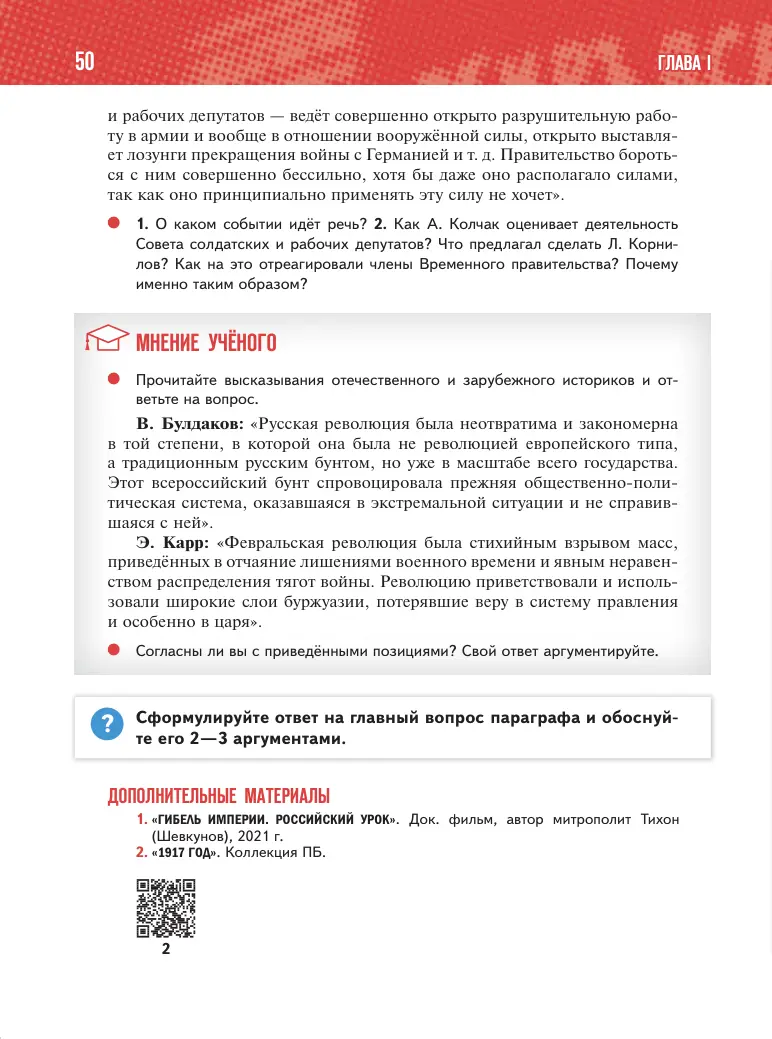 50
ГЛАВА I
и рабочих депутатов — ведёт совершенно открыто разрушительную рабо-
ту в армии и вообще в отношении вооружённой силы, открыто выставля-
ет лозунги прекращения войны с Германией и т. д. Правительство бороть-
ся с ним совершенно бессильно, хотя бы даже оно располагало силами,
так как оно принципиально применять эту силу не хочет».
1. О каком событии идёт речь? 2. Как А. Колчак оценивает деятельность
Совета солдатских и рабочих депутатов? Что предлагал сделать Л. Корни-
лов? Как на это отреагировали члены Временного правительства? Почему
именно таким образом?
МНЕНИЕ УЧЁНОГО
Прочитайте высказывания отечественного и зарубежного историков и от-
ветьте на вопрос.
В. Булдаков: «Русская революция была неотвратима и закономерна
в той степени, в которой она была не революцией европейского типа,
а традиционным русским бунтом, но уже в масштабе всего государства.
Этот всероссийский бунт спровоцировала прежняя общественно-поли-
тическая система, оказавшаяся в экстремальной ситуации и не справив-
шаяся с ней».
Э. Карр: «Февральская революция была стихийным взрывом масс,
приведённых в отчаяние лишениями военного времени и явным неравен-
ством распределения тягот войны. Революцию приветствовали и исполь-
зовали широкие слои буржуазии, потерявшие веру в систему правления
и особенно в царя».
Согласны ли вы с приведёнными позициями? Свой ответ аргументируйте.
?
Сформулируйте ответ на главный вопрос параграфа и обоснуй-
те его 2—3 аргументами.
ДОПОЛНИТЕЛЬНЫЕ МАТЕРИАЛЫ
1. «ГИБЕЛЬ ИМПЕРИИ. РОССИЙСКИЙ УРОК». Док. фильм, автор митрополит Тихон
(Шевкунов), 2021 г.
2. «1917 ГОД». Коллекция ПБ.
2